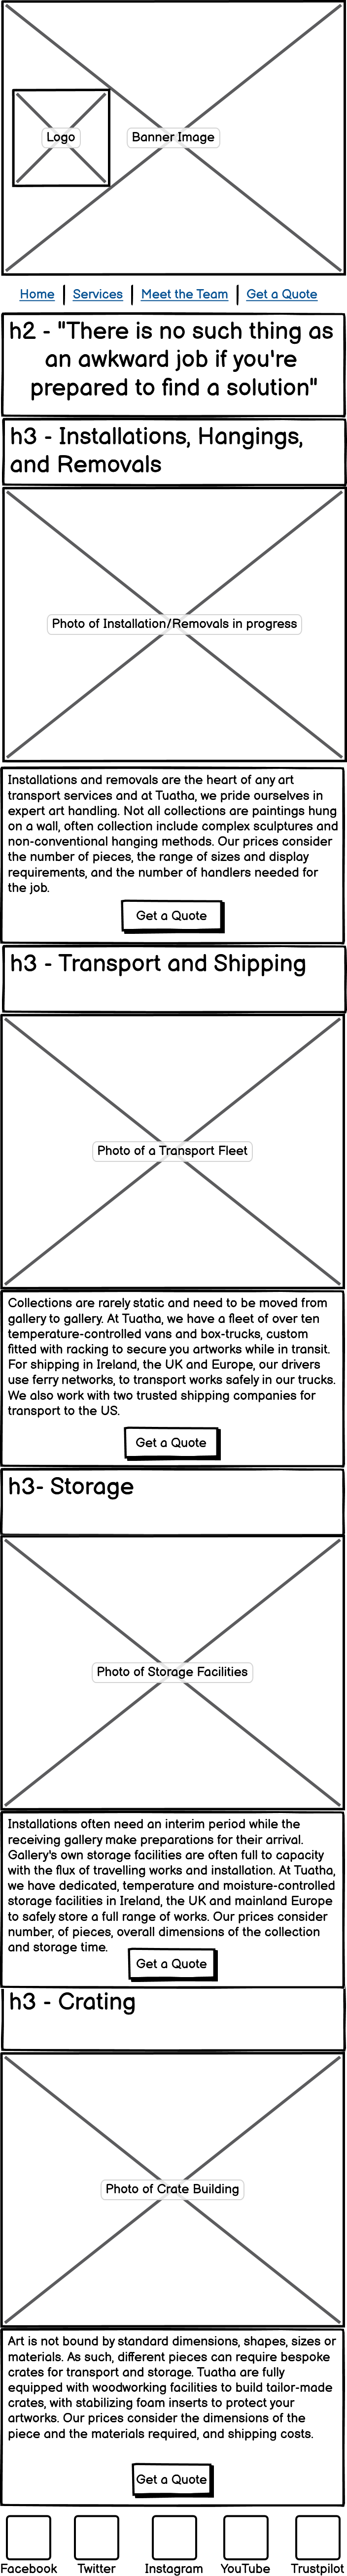 Logo
Banner Image
Home | Services | Meet the Team | Get a Quote
h2 - "There is no such thing as
an awkward job if you're
prepared to find a solution"
h3 - Installations, Hangings,
and Removals
Photo of Installation/Removals in progress
Installations and removals are the heart of any art
transport services and at Tuatha, we pride ourselves in
expert art handling. Not all collections are paintings hung
on a wall, often collection include complex sculptures and
non-conventional hanging methods. Our prices consider
the number of pieces, the range of sizes and display
requirements, and the number of handlers needed for
the job.
Get a Quote
h3 - Transport and Shipping
Photo of a Transport Fleet
Collections are rarely static and need to be moved from
gallery to gallery. At Tuatha, we have a fleet of over ten
temperature-controlled vans and box-trucks, custom
fitted with racking to secure you artworks while in transit.
For shipping in Ireland, the UK and Europe, our drivers
use ferry networks, to transport works safely in our trucks.
We also work with two trusted shipping companies for
transport to the US.
Get a Quote
h3- Storage
Photo of Storage Facilities
Installations often need an interim period while the
receiving gallery make preparations for their arrival.
Gallery's own storage facilities are often full to capacity
with the flux of travelling works and installation. At Tuatha,
we have dedicated, temperature and moisture-controlled
storage facilities in Ireland, the UK and mainland Europe
to safely store a full range of works. Our prices consider
number, of pieces, overall dimensions of the collection
and storage time.
Get a Quote
h3 - Crating
Photo of Crate Building
Art is not bound by standard dimensions, shapes, sizes or
materials. As such, different pieces can require bespoke
crates for transport and storage. Tuatha are fully
equipped with woodworking facilities to build tailor-made
crates, with stabilizing foam inserts to protect your
artworks. Our prices consider the dimensions of the
piece and the materials required, and shipping costs.
Get a Quote
Facebook Twitter Instagram YouTube Trustpilot